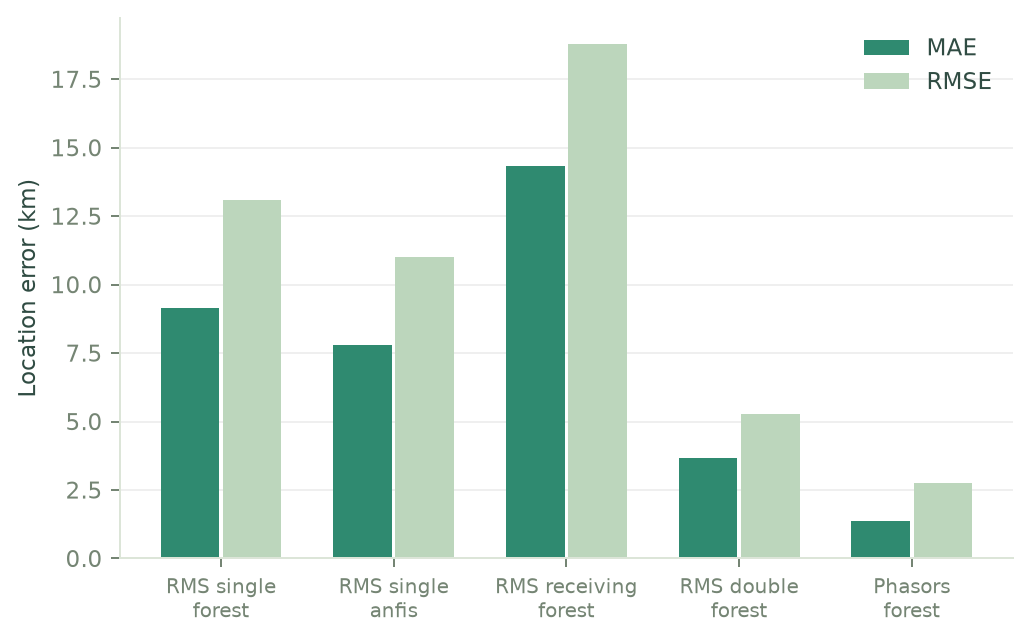 MAE
RMSE
Location error (km)
17.5
15.0
12.5
10.0
7.5
5.0
2.5
0.0
RMS single
forest
RMS single
anfis
RMS receiving
forest
RMS double
forest
Phasors
forest